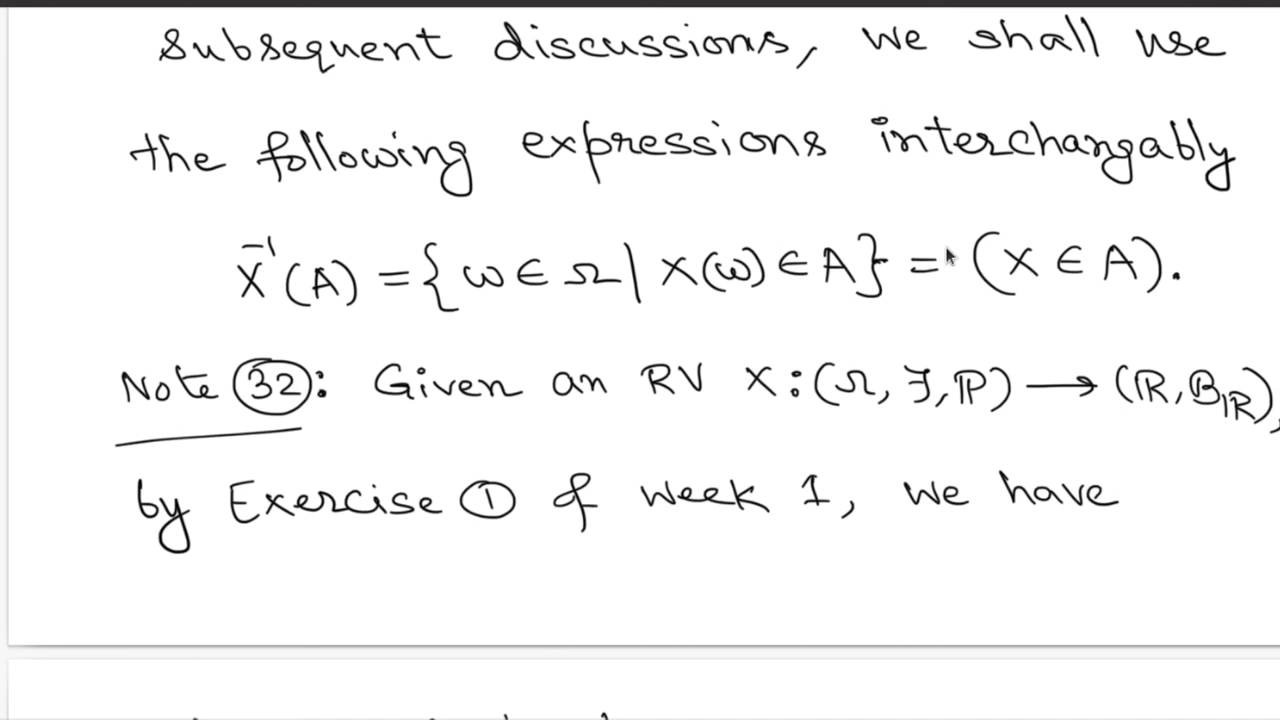 subsequent discussions, we shall use
the following expressions interchangably
X⁻¹(A) = {ω ∈ Ω | X(ω) ∈ A} = (X ∈ A).
Note ㉜: Given an RV X : (Ω, ℱ, ℙ) ⟶ (ℝ, 𝔹_ℝ),
by Exercise ① of Week 1, we have